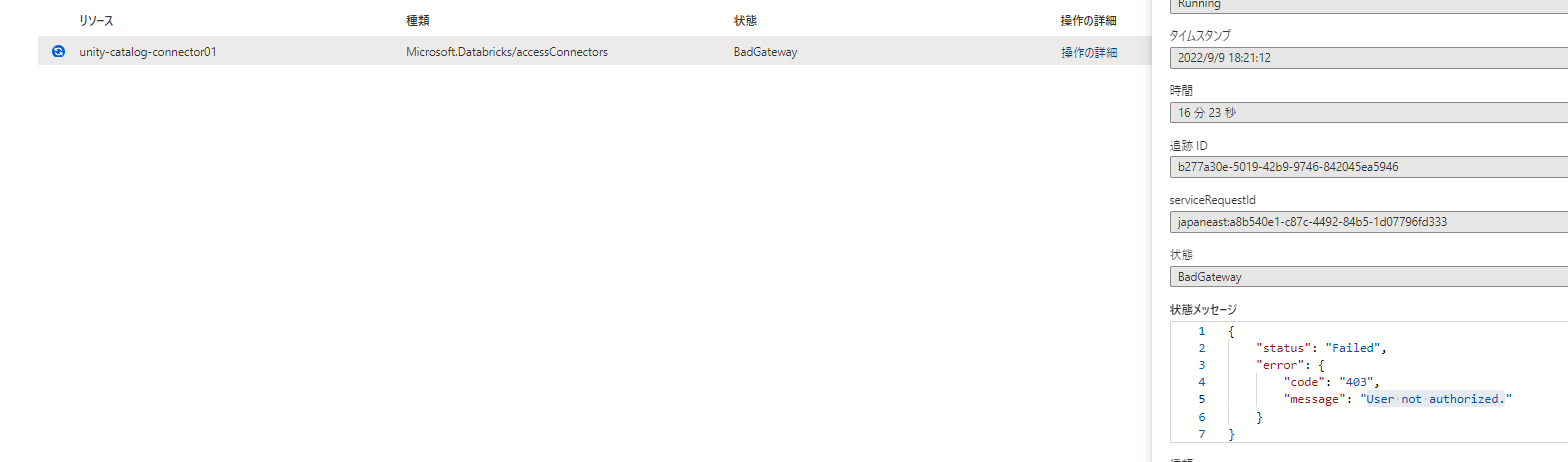 リソース 種類 状態 操作の詳細
unity-catalog-connector01 Microsoft.Databricks/accessConnectors BadGateway 操作の詳細
Running
タイムスタンプ
2022/9/9 18:21:12
時間
16 分 23 秒
追跡 ID
b277a30e-5019-42b9-9746-842045ea5946
serviceRequestId
japaneast:a8b540e1-c87c-4492-84b5-1d07796fd333
状態
BadGateway
状態メッセージ
1 {
2 "status": "Failed",
3 "error": {
4 "code": "403",
5 "message": "User not authorized."
6 }
7 }